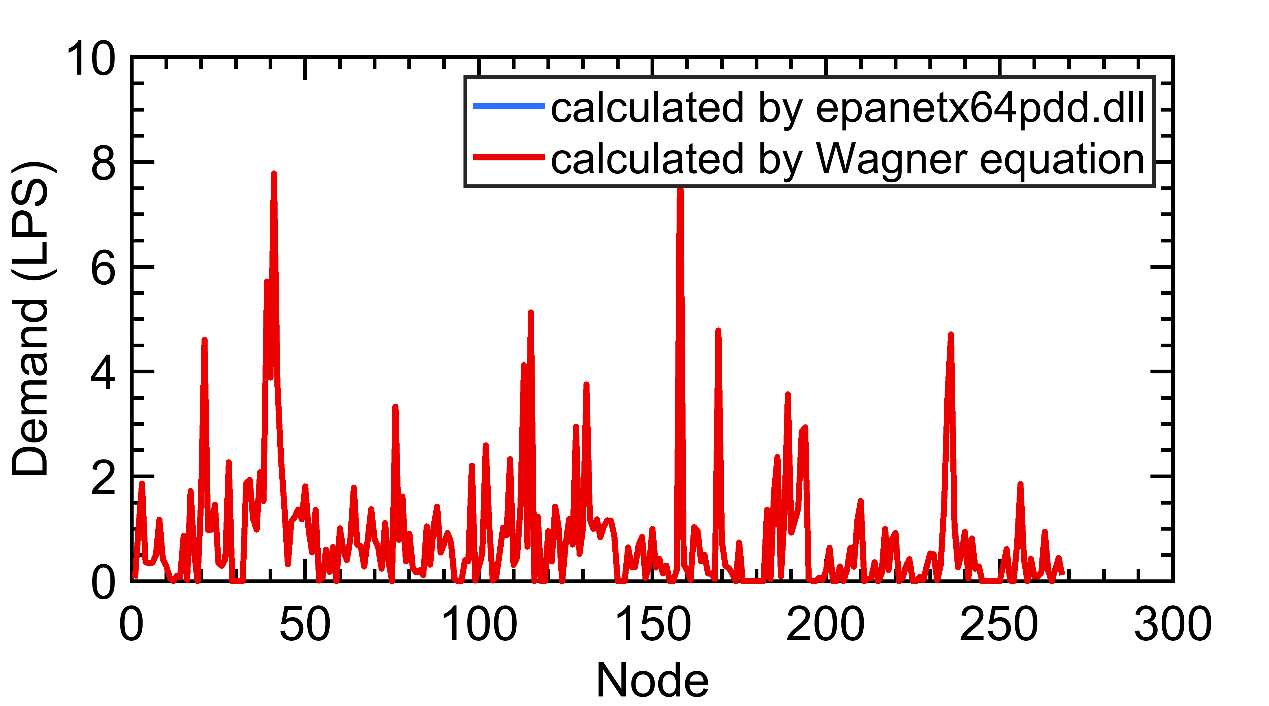 10
8
6
4
2
0
Demand (LPS)
calculated by epanetx64pdd.dll
calculated by Wagner equation
0 50 100 150 200 250 300
Node